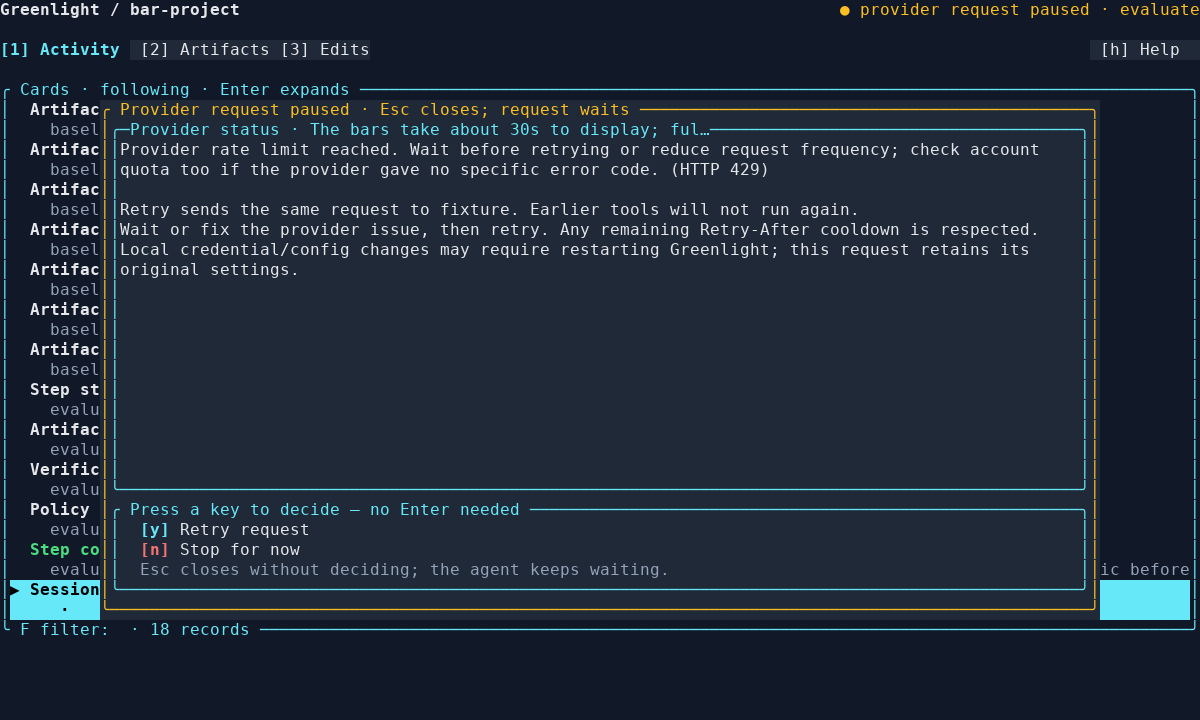 Greenlight / bar-project
● provider request paused · evaluate
[1] Activity [2] Artifacts [3] Edits [h] Help
Cards · following · Enter expands
Artifac
Provider request paused · Esc closes; request waits
basel
Provider status · The bars take about 30s to display; ful…
Artifac
Provider rate limit reached. Wait before retrying or reduce request frequency; check account
basel
quota too if the provider gave no specific error code. (HTTP 429)
Artifac
basel
Retry sends the same request to fixture. Earlier tools will not run again.
Artifac
Wait or fix the provider issue, then retry. Any remaining Retry-After cooldown is respected.
basel
Local credential/config changes may require restarting Greenlight; this request retains its
Artifac
original settings.
basel
Artifac
basel
Artifac
basel
Step st
evalu
Artifac
evalu
Verific
evalu
Policy
Press a key to decide — no Enter needed
evalu
[y] Retry request
Step co
[n] Stop for now
evalu
Esc closes without deciding; the agent keeps waiting.
ic before
▶ Session
·
F filter: · 18 records